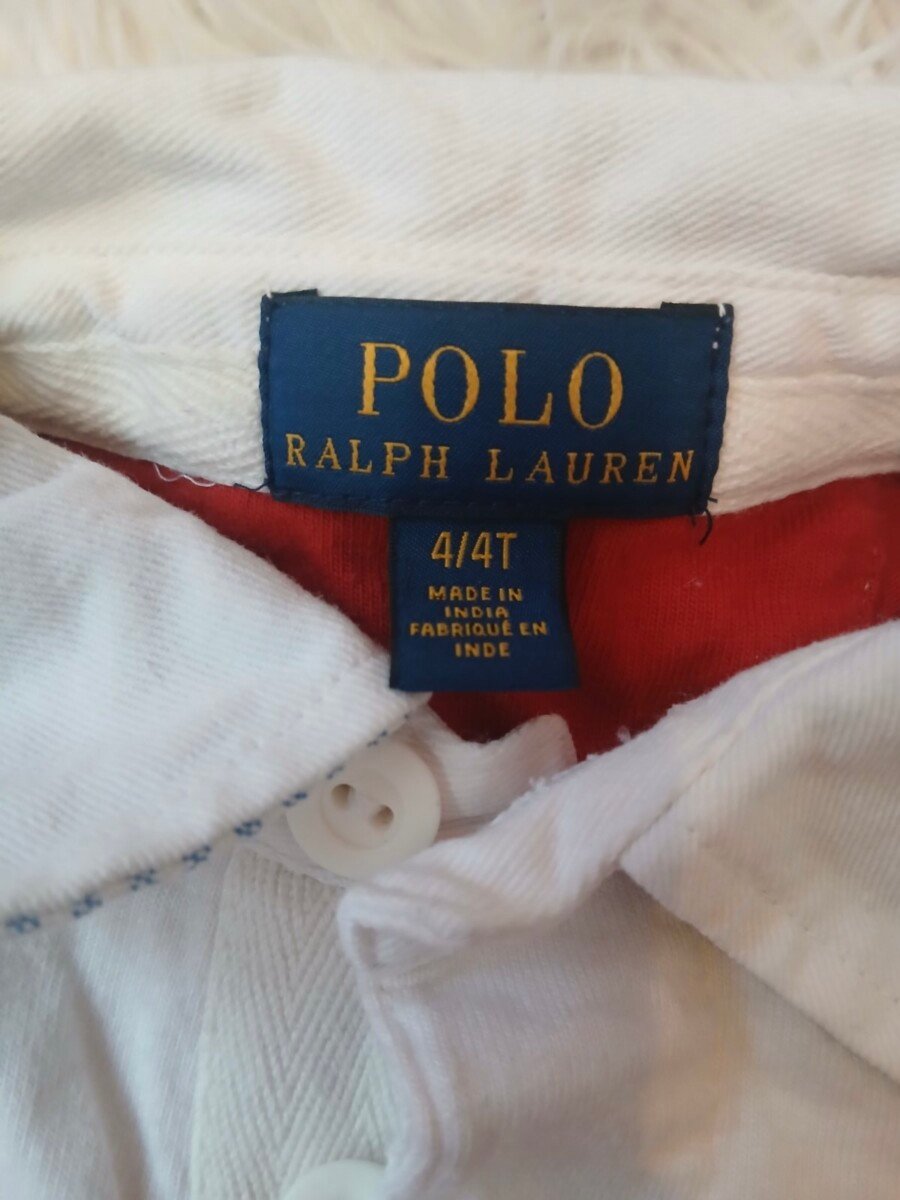 POLO
RALPH LAUREN
4/4T
MADE IN
INDIA
FABRIQUÉ EN
INDE